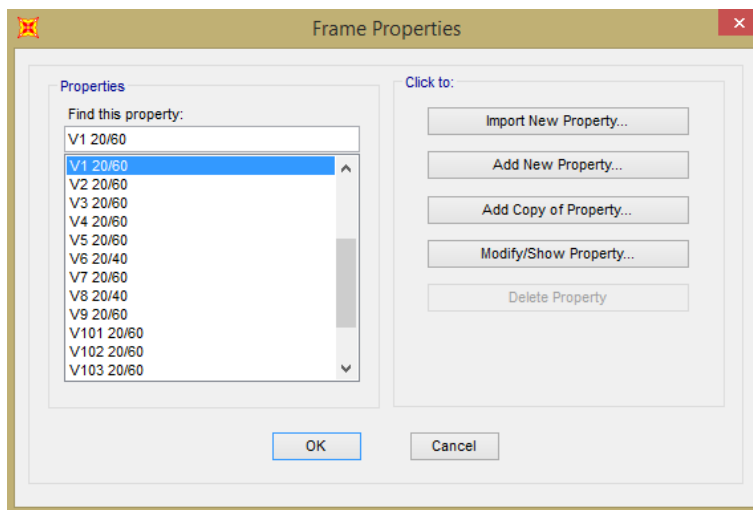 Frame Properties
Properties
Find this property:
V1 20/60
V1 20/60
V2 20/60
V3 20/60
V4 20/60
V5 20/60
V6 20/40
V7 20/60
V8 20/40
V9 20/60
V101 20/60
V102 20/60
V103 20/60
Click to:
Import New Property...
Add New Property...
Add Copy of Property...
Modify/Show Property...
Delete Property
OK
Cancel